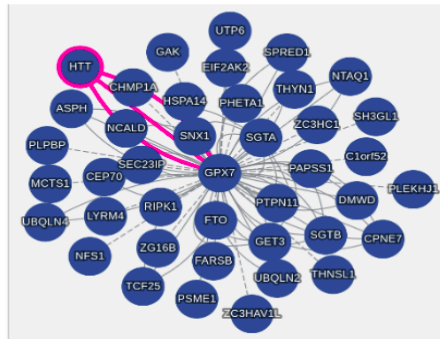 UTP6
HTT
GAK
SPRED1
EIF2AK2
NTAQ1
CHMP1A
THYN1
HSPA14
PHETA1
ASPH
SH3GL1
ZC3HC1
NCALD
SNX1
SGTA
PLPBP
C1orf52
SEC23IP
GPX7
PAPSS1
CEP70
MCTS1
PLEKHJ1
PTPN11
DMWD
RIPK1
LYRM4
UBQLN4
FTO
SGTB
CPNE7
GET3
ZG16B
NFS1
FARSB
THNSL1
UBQLN2
TCF25
PSME1
ZC3HAV1L